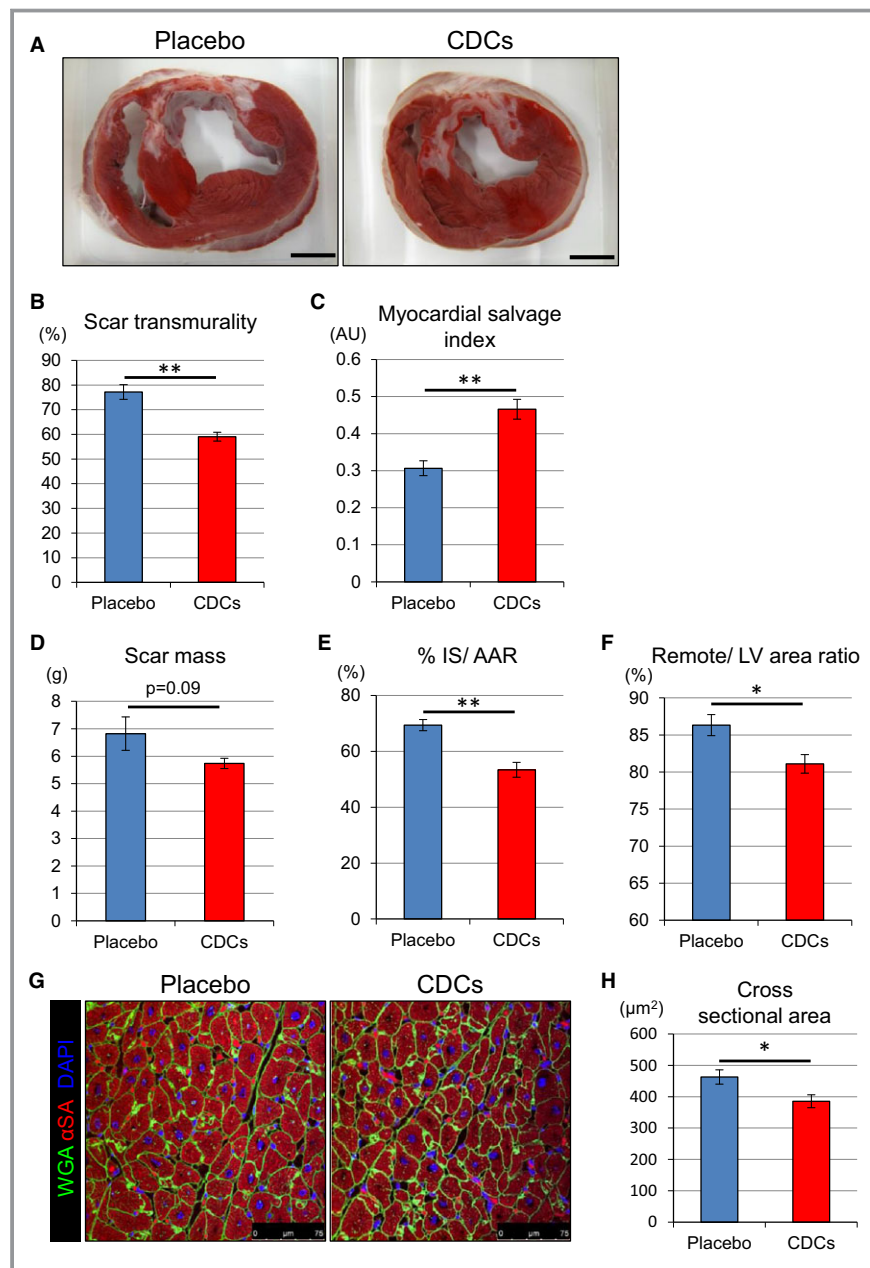 A
Placebo
CDCs
B
Scar transmurality
(%)
90
80
70
60
50
40
30
20
10
0
**
Placebo
CDCs
C
Myocardial salvage
index
(AU)
0.6
0.5
0.4
0.3
0.2
0.1
0
**
Placebo
CDCs
D
Scar mass
(g)
8
7
6
5
4
3
2
1
0
p=0.09
Placebo
CDCs
E
% IS/ AAR
(%)
80
60
40
20
0
**
Placebo
CDCs
F
Remote/ LV area ratio
(%)
90
85
80
75
70
65
60
*
Placebo
CDCs
G
Placebo
CDCs
WGA αSA DAPI
0 µm 75
0 µm 75
H
Cross
sectional area
(µm²)
600
500
400
300
200
100
0
*
Placebo
CDCs